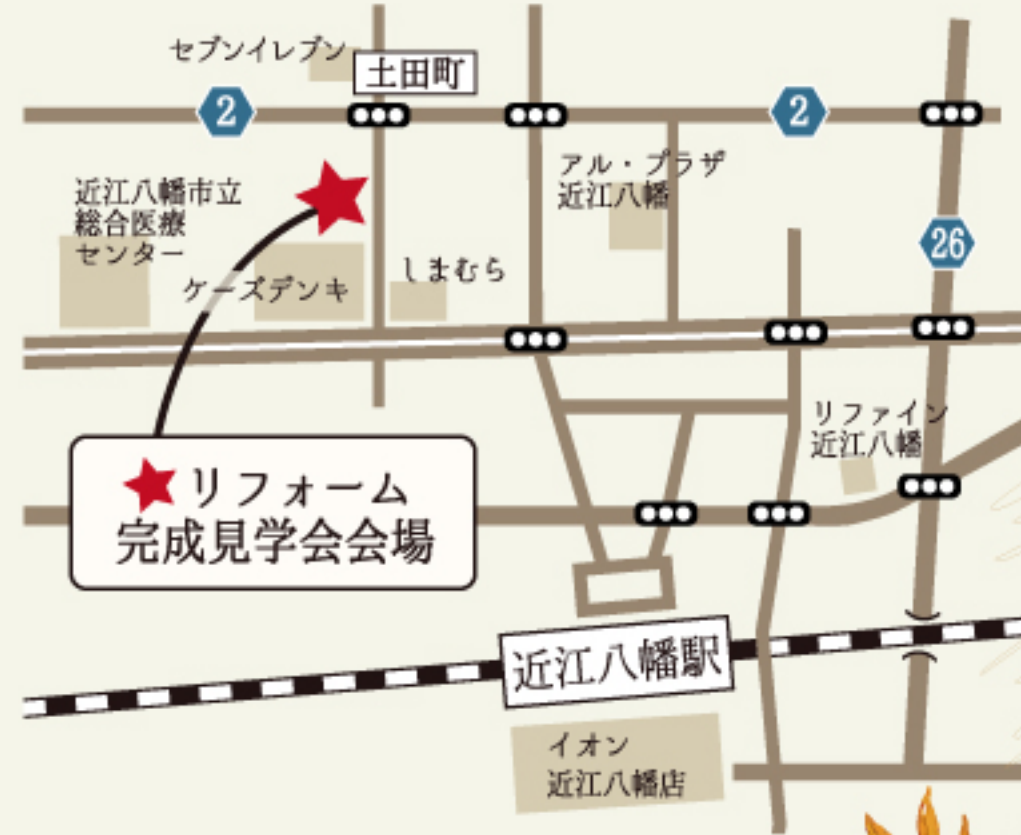 セブンイレブン
土田町
2
2
アル・プラザ
近江八幡
近江八幡市立
総合医療
センター
26
しまむら
ケーズデンキ
リファイン
近江八幡
リフォーム
完成見学会会場
近江八幡駅
イオン
近江八幡店